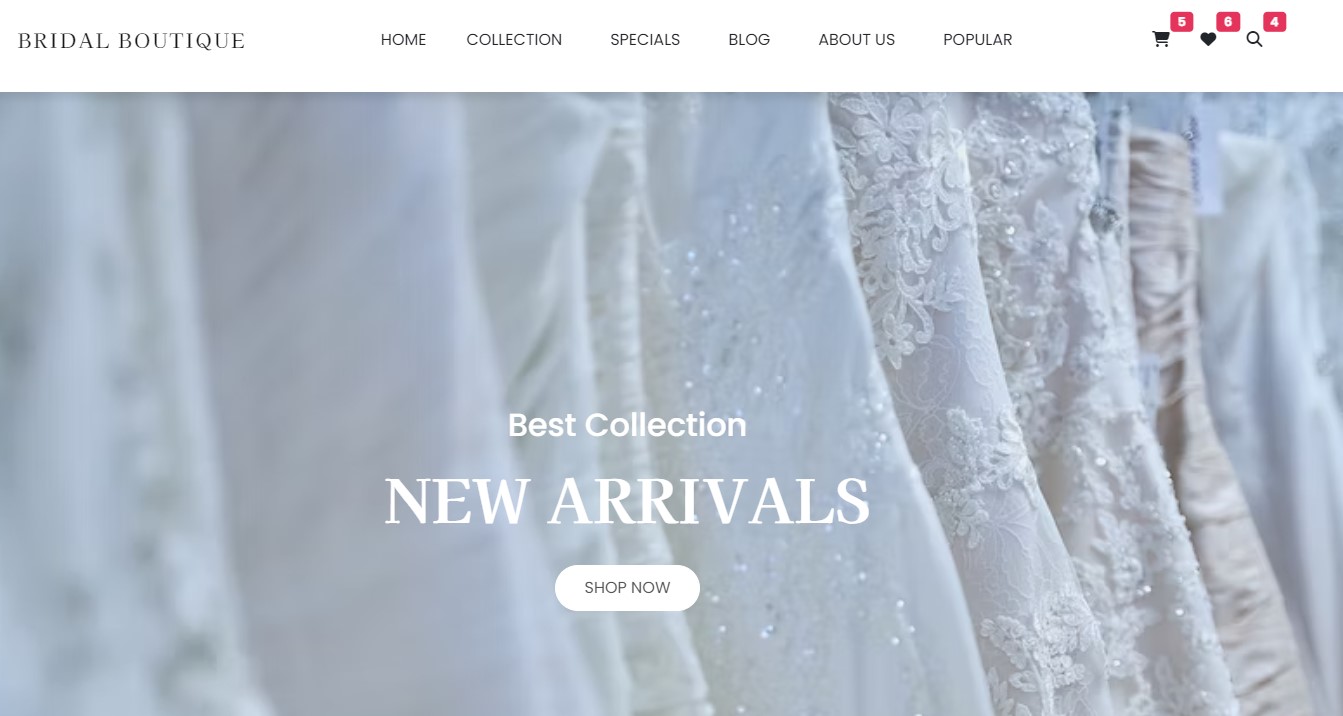 BRIDAL BOUTIQUE
HOME COLLECTION SPECIALS BLOG ABOUT US POPULAR
5 6 4
Best Collection
NEW ARRIVALS
SHOP NOW